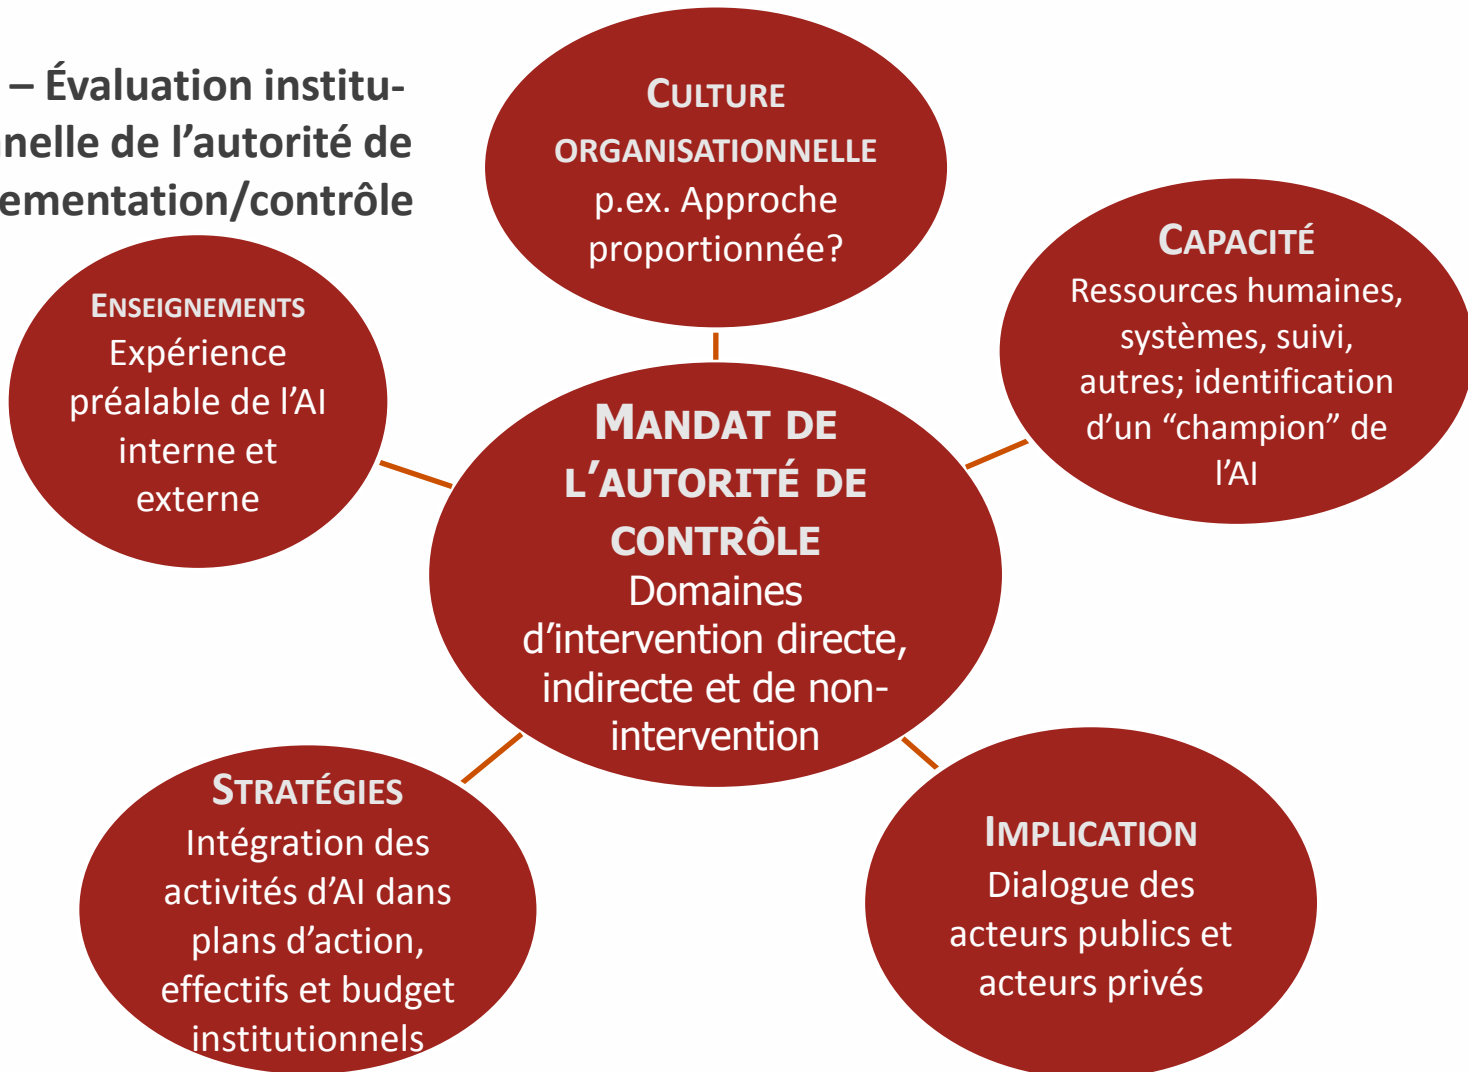 – Évaluation institu-
nnelle de l’autorité de
ementation/contrôle
CULTURE
ORGANISATIONNELLE
p.ex. Approche
proportionnée?
CAPACITÉ
Ressources humaines,
systèmes, suivi,
autres; identification
d’un “champion” de
l’AI
ENSEIGNEMENTS
Expérience
préalable de l’AI
interne et
externe
MANDAT DE
L’AUTORITÉ DE
CONTRÔLE
Domaines
d’intervention directe,
indirecte et de non-
intervention
STRATÉGIES
Intégration des
activités d’AI dans
plans d’action,
effectifs et budget
institutionnels
IMPLICATION
Dialogue des
acteurs publics et
acteurs privés